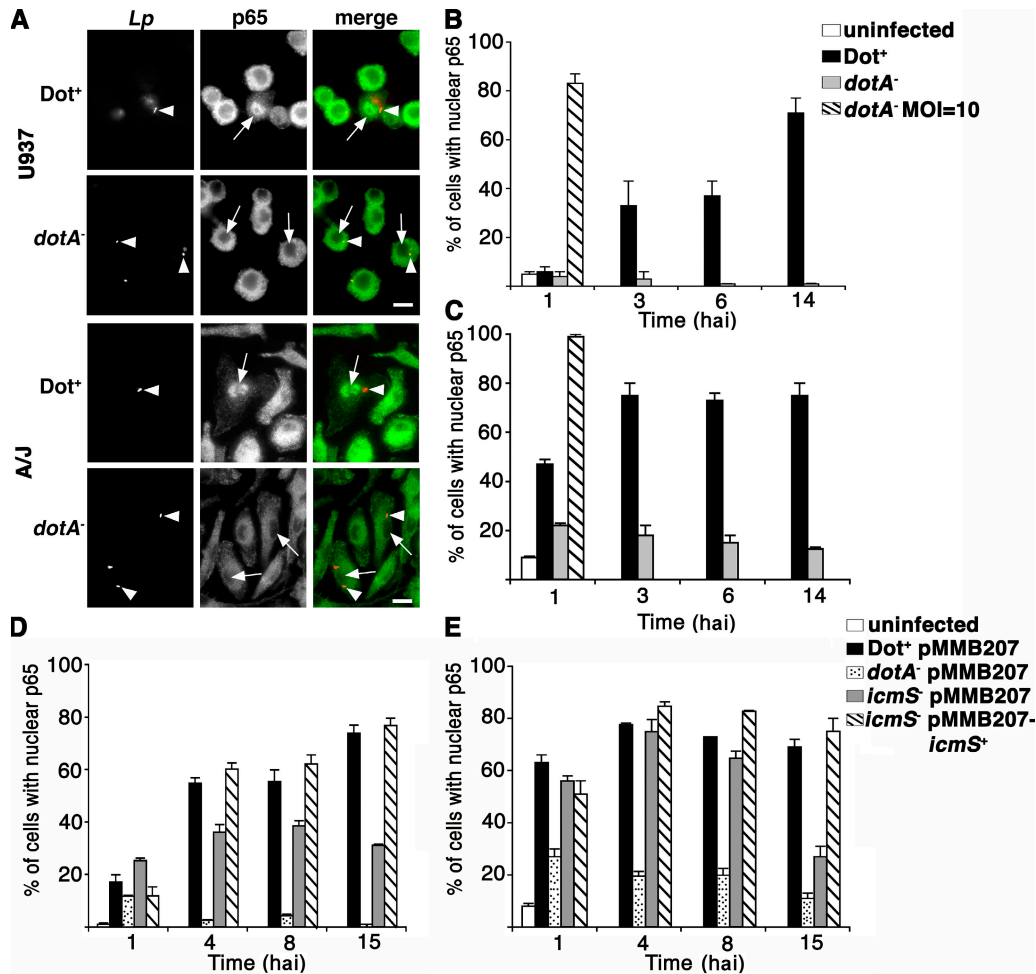 A
Lp
p65
merge
Dot⁺
U937
dotA⁻
Dot⁺
A/J
dotA⁻
B
uninfected
Dot⁺
dotA⁻
dotA⁻ MOI=10
% of cells with nuclear p65
100
80
60
40
20
1
3
6
14
Time (hai)
C
% of cells with nuclear p65
100
80
60
40
20
1
3
6
14
Time (hai)
D
% of cells with nuclear p65
100
80
60
40
20
1
4
8
15
Time (hai)
E
uninfected
Dot⁺ pMMB207
dotA⁻ pMMB207
icmS⁻ pMMB207
icmS⁻ pMMB207-
icmS⁺
% of cells with nuclear p65
100
80
60
40
20
1
4
8
15
Time (hai)